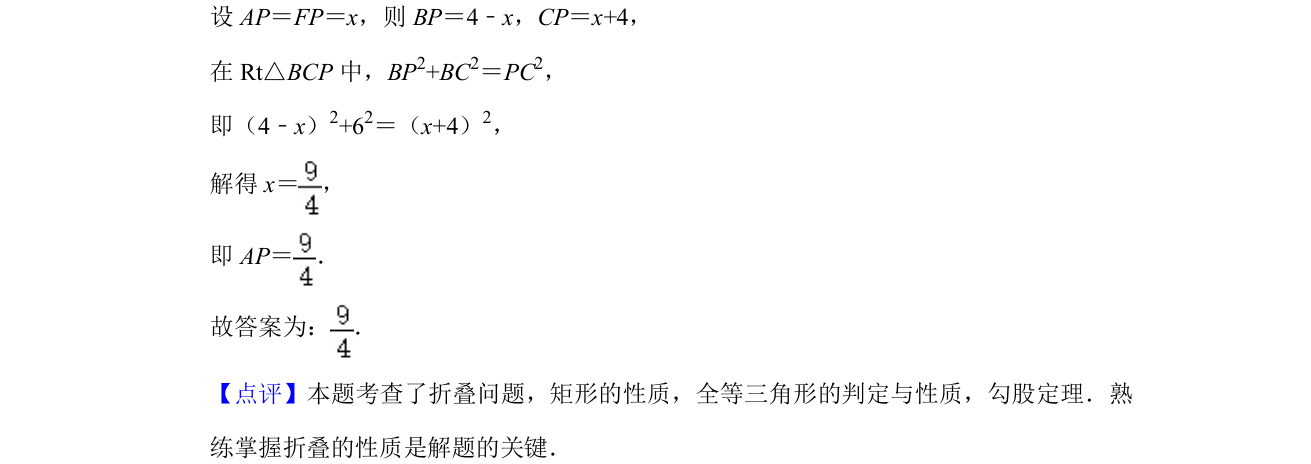 设 AP＝FP＝x，则 BP＝4﹣x，CP＝x+4，
在 Rt△BCP 中，BP²+BC²＝PC²，
即（4﹣x）²+6²＝（x+4）²，
解得 x＝9/4，
即 AP＝9/4．
故答案为：9/4．
【点评】本题考查了折叠问题，矩形的性质，全等三角形的判定与性质，勾股定理．熟
练掌握折叠的性质是解题的关键．